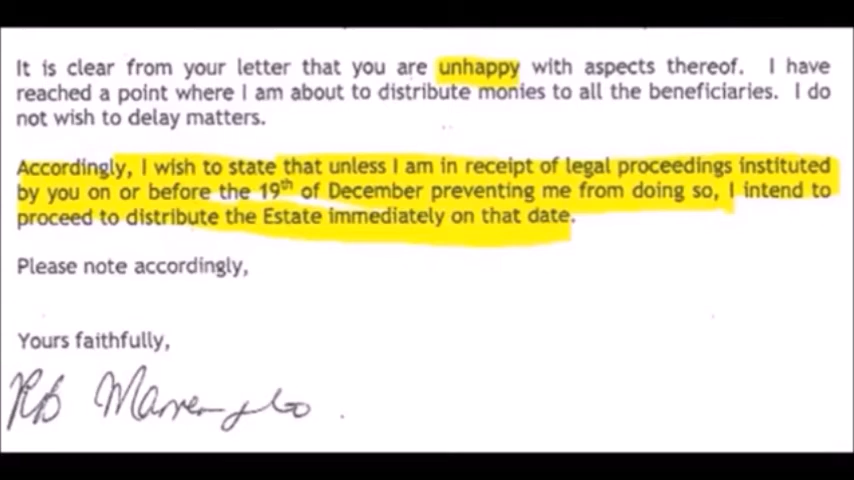 It is clear from your letter that you are unhappy with aspects thereof. I have
reached a point where I am about to distribute monies to all the beneficiaries. I do
not wish to delay matters.
Accordingly, I wish to state that unless I am in receipt of legal proceedings instituted
by you on or before the 19th of December preventing me from doing so, I intend to
proceed to distribute the Estate immediately on that date.
Please note accordingly,
Yours faithfully,